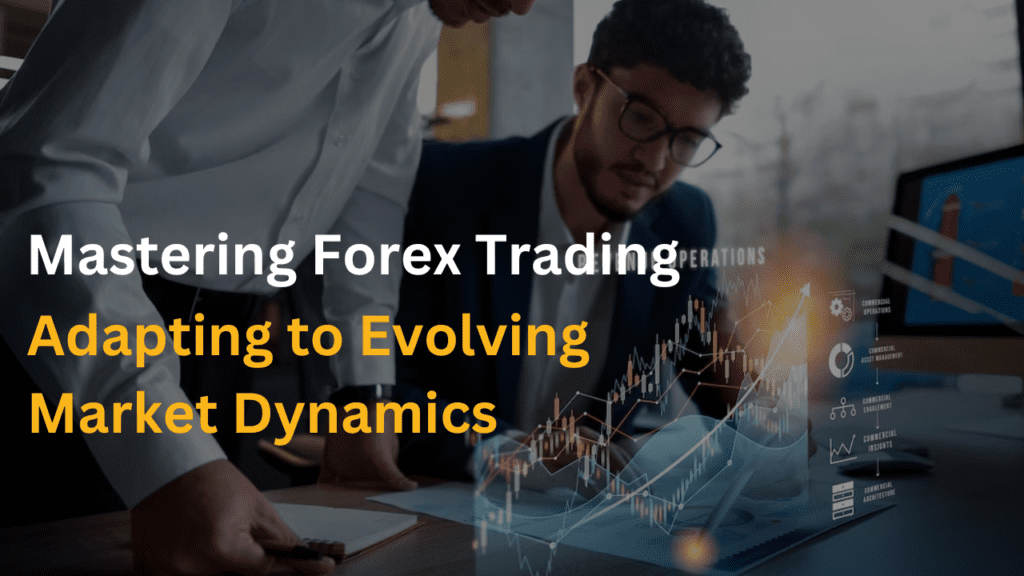 Mastering Forex Trading
Adapting to Evolving
Market Dynamics
OPERATIONS
COMMERCIAL
OPERATIONS
COMMERCIAL
ASSET MANAGEMENT
COMMERCIAL
ENABLEMENT
COMMERCIAL
INSIGHTS
COMMERCIAL
ARCHITECTURE